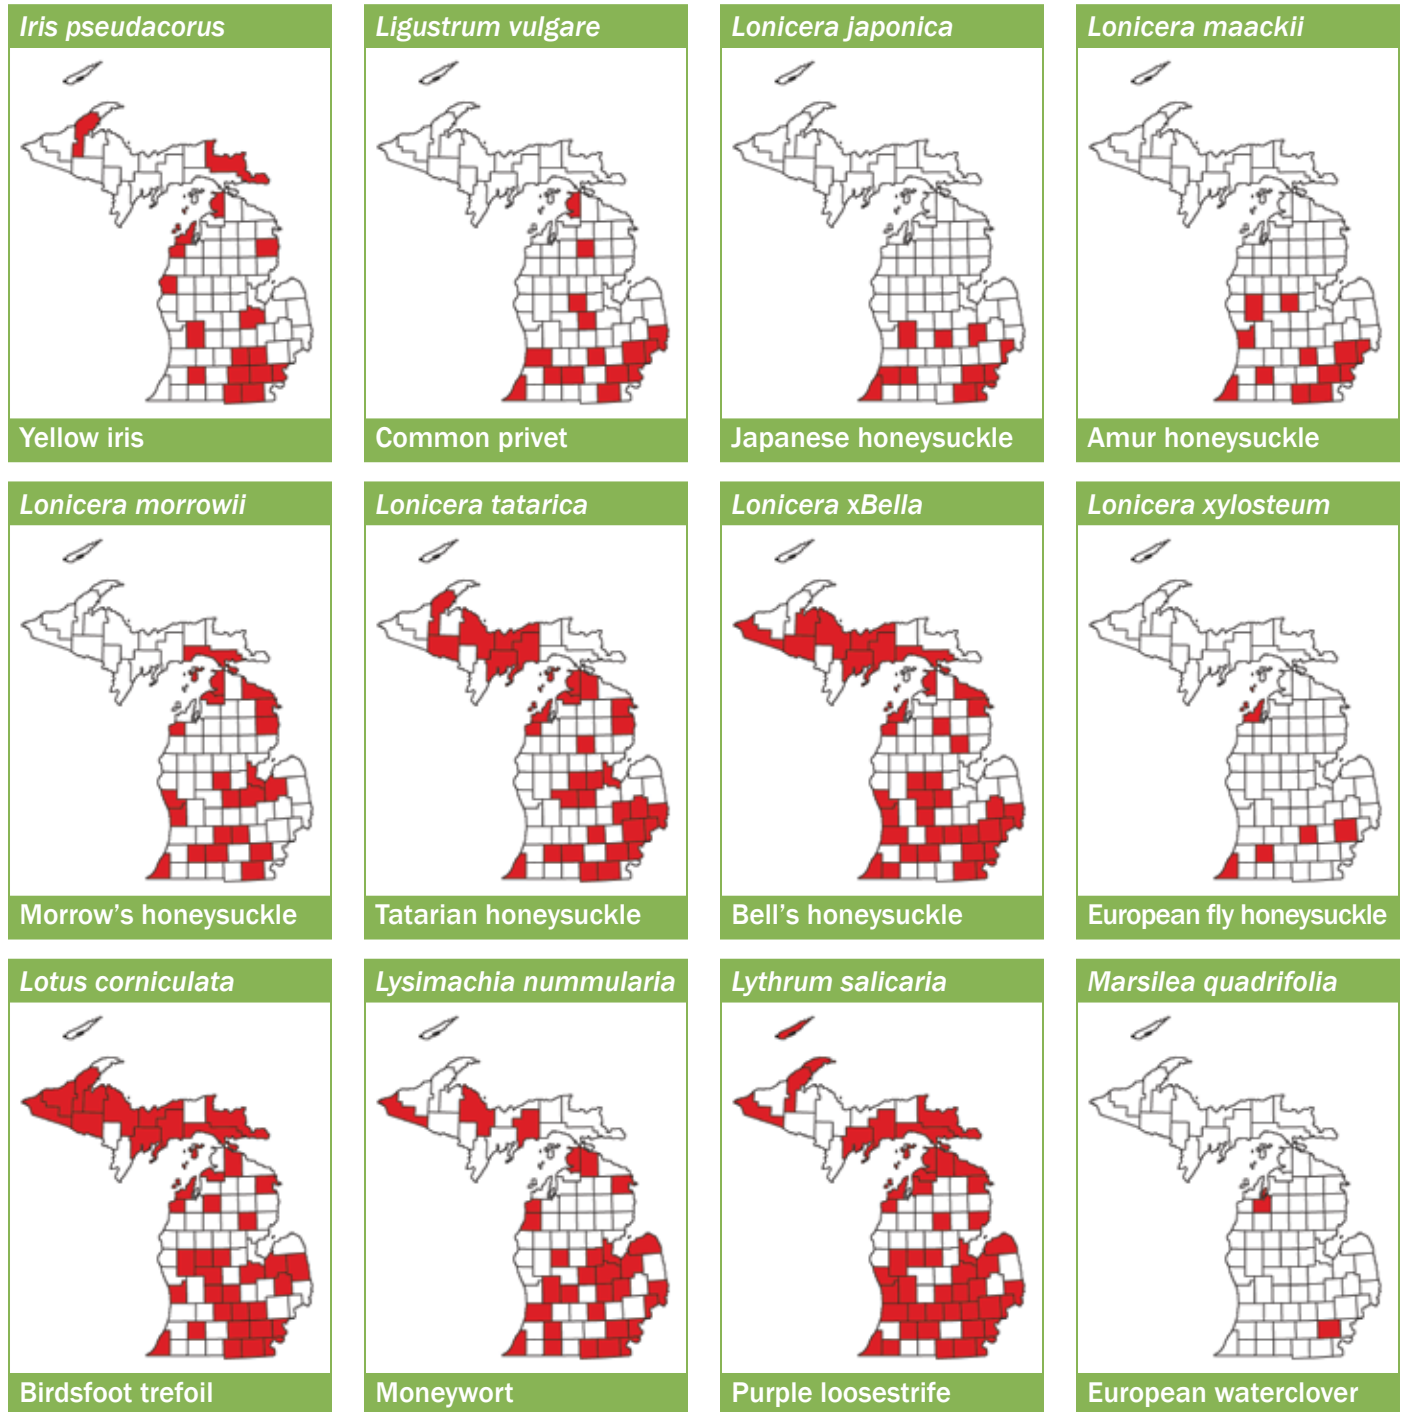 Iris pseudacorus
Ligustrum vulgare
Lonicera japonica
Lonicera maackii
Yellow iris
Common privet
Japanese honeysuckle
Amur honeysuckle
Lonicera morrowii
Lonicera tatarica
Lonicera xBella
Lonicera xylosteum
Morrow's honeysuckle
Tatarian honeysuckle
Bell's honeysuckle
European fly honeysuckle
Lotus corniculata
Lysimachia nummularia
Lythrum salicaria
Marsilea quadrifolia
Birdsfoot trefoil
Moneywort
Purple loosestrife
European waterclover